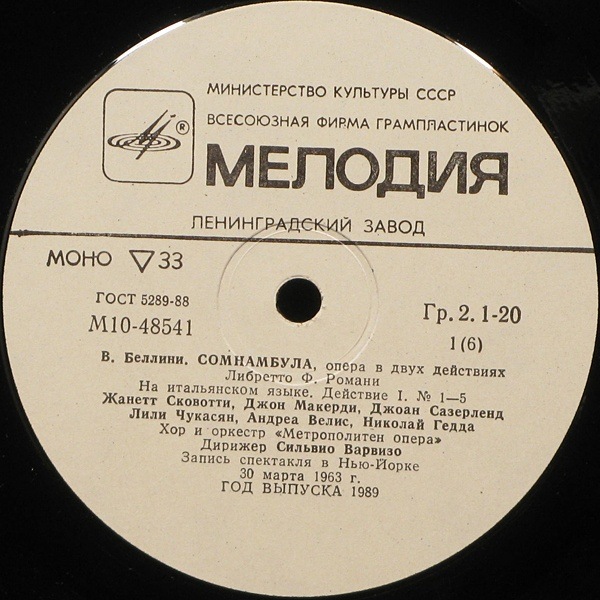 МИНИСТЕРСТВО КУЛЬТУРЫ СССР
ВСЕСОЮЗНАЯ ФИРМА ГРАМПЛАСТИНОК
®
МЕЛОДИЯ
ЛЕНИНГРАДСКИЙ ЗАВОД
МОНО ▽ 33
ГОСТ 5289-88
М10-48541
Гр. 2. 1-20
1 (6)
В. Беллини. СОМНАМБУЛА, опера в двух действиях
Либретто Ф. Романи
На итальянском языке. Действие I. № 1—5
Жанетт Сковотти, Джон Макерди, Джоан Сазерленд
Лили Чукасян, Андреа Велис, Николай Гедда
Хор и оркестр «Метрополитен опера»
Дирижер Сильвио Варвизо
Запись спектакля в Нью-Йорке
30 марта 1963 г.
ГОД ВЫПУСКА 1989